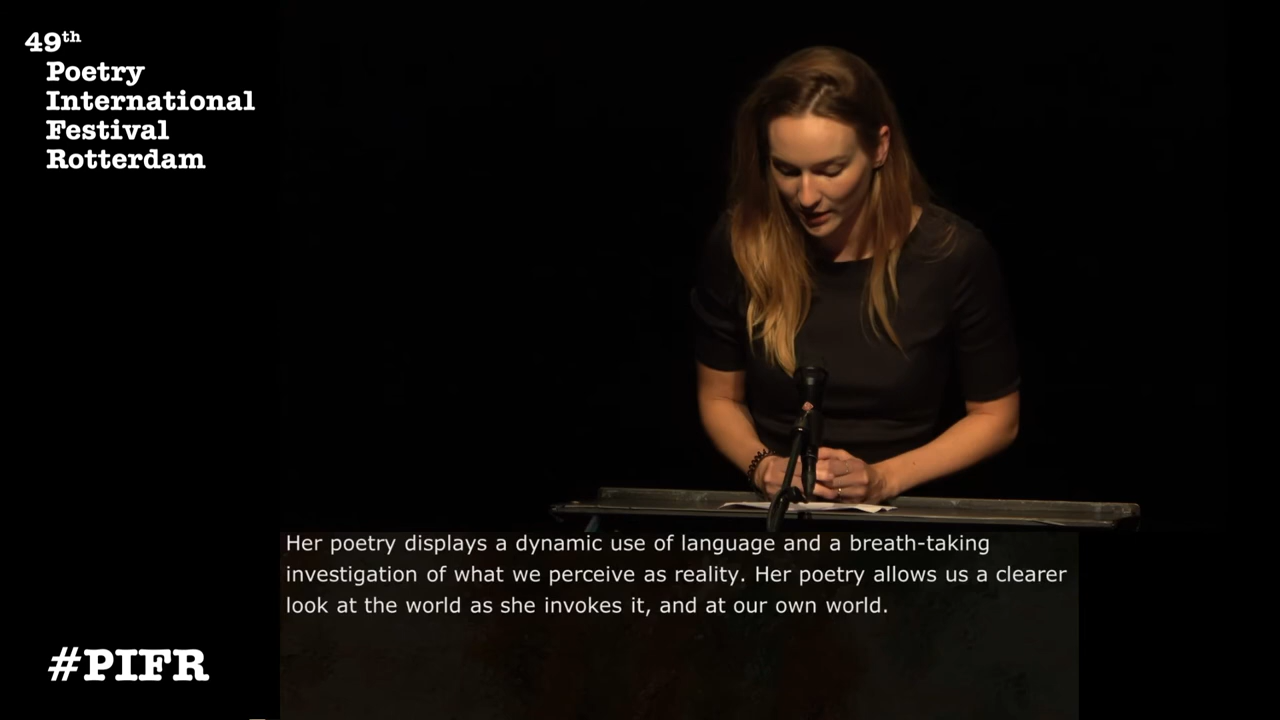 49th
Poetry
International
Festival
Rotterdam
Her poetry displays a dynamic use of language and a breath-taking
investigation of what we perceive as reality. Her poetry allows us a clearer
look at the world as she invokes it, and at our own world.
#PIFR